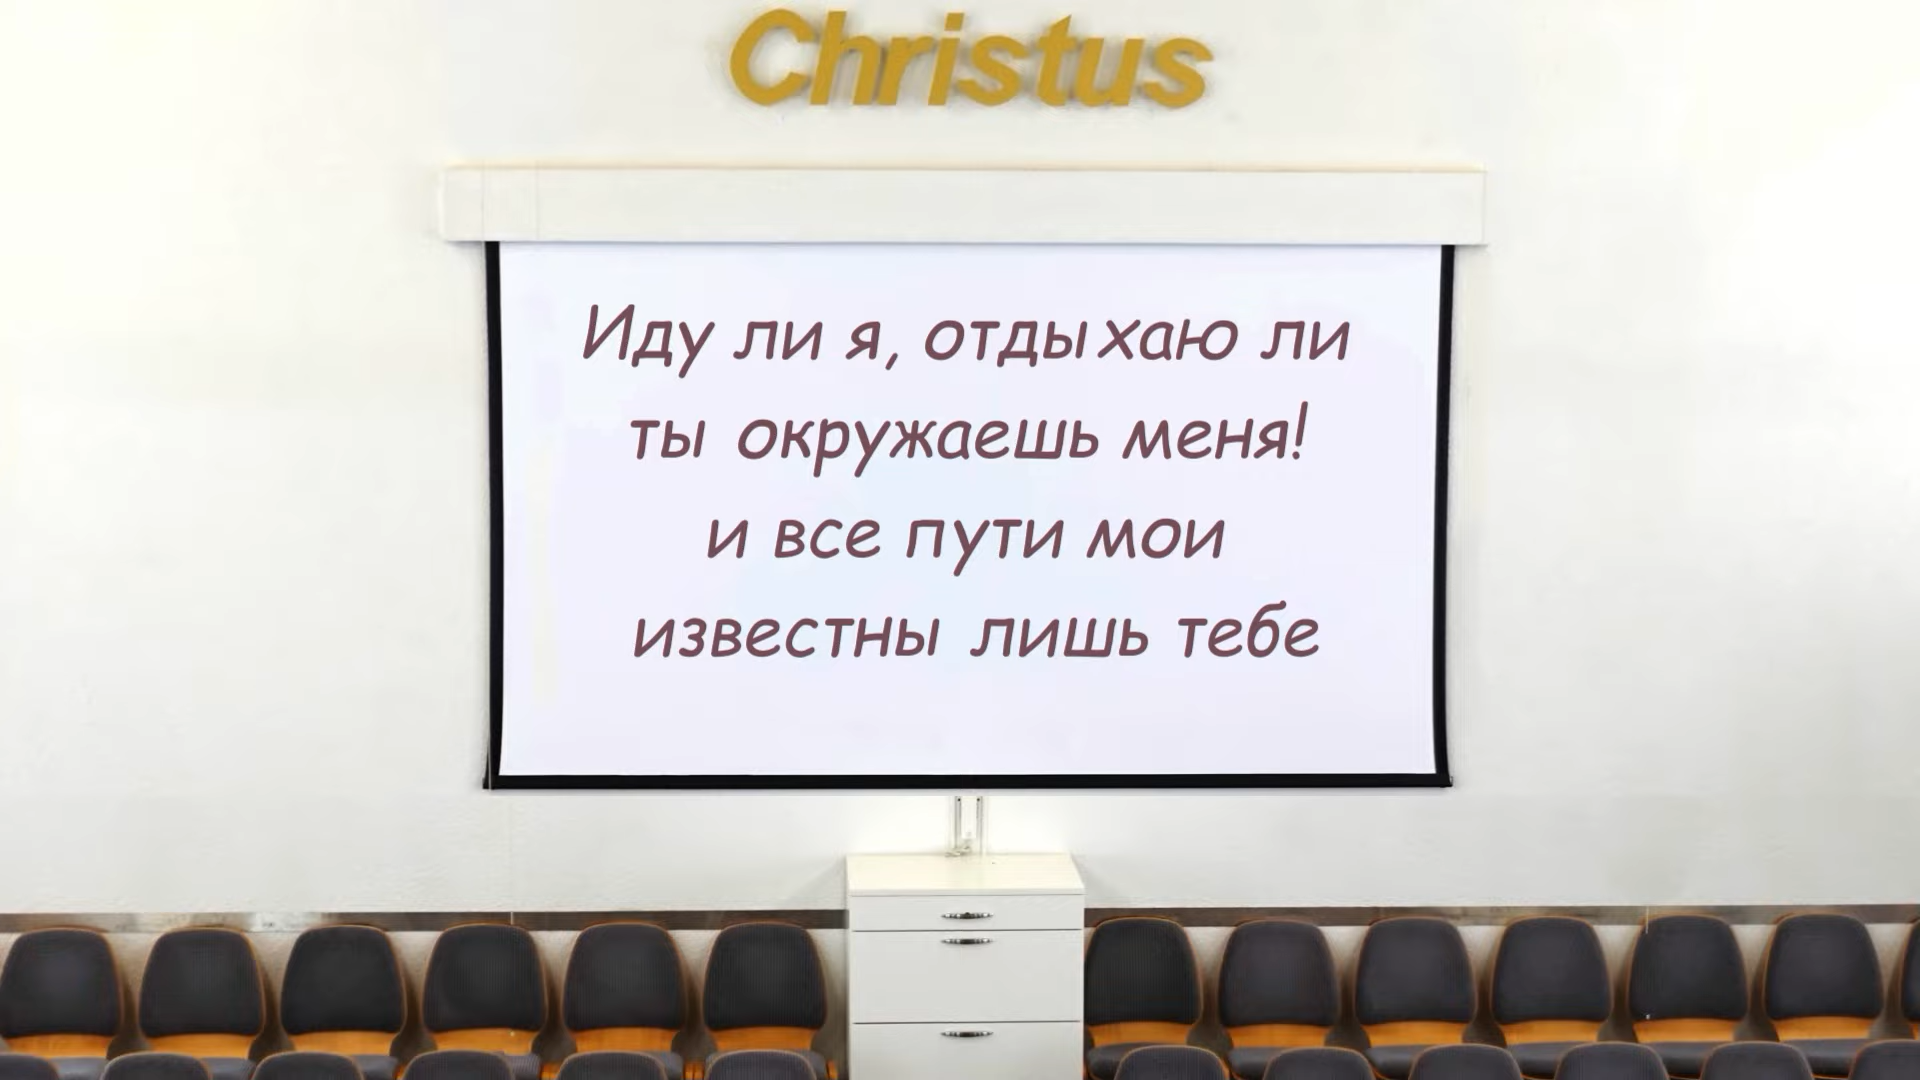 Christus
Иду ли я, отдыхаю ли
ты окружаешь меня!
и все пути мои
известны лишь тебе